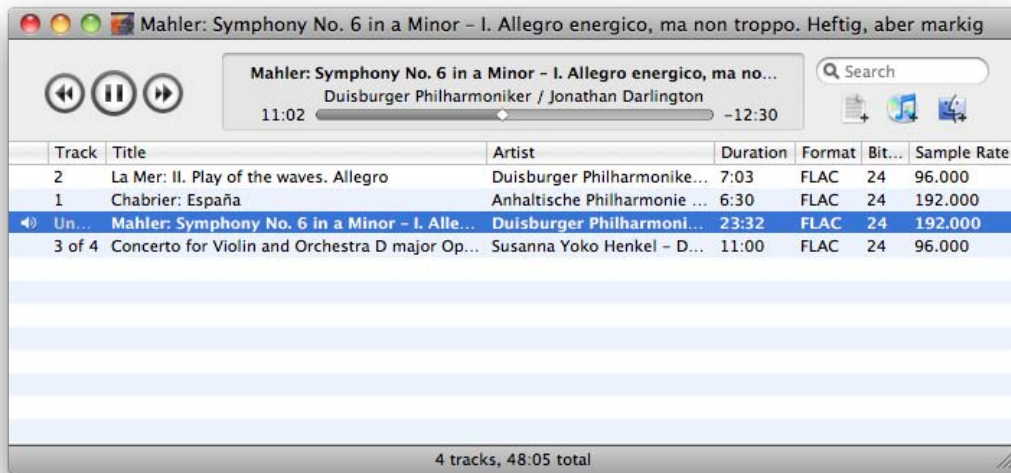 Mahler: Symphony No. 6 in a Minor – I. Allegro energico, ma non troppo. Heftig, aber markig
Mahler: Symphony No. 6 in a Minor – I. Allegro energico, ma no...
Duisburger Philharmoniker / Jonathan Darlington
11:02 -12:30
Search
Track Title Artist Duration Format Bit... Sample Rate
2 La Mer: II. Play of the waves. Allegro Duisburger Philharmonike... 7:03 FLAC 24 96.000
1 Chabrier: España Anhaltische Philharmonie ... 6:30 FLAC 24 192.000
Un... Mahler: Symphony No. 6 in a Minor – I. Alle... Duisburger Philharmoni... 23:32 FLAC 24 192.000
3 of 4 Concerto for Violin and Orchestra D major Op... Susanna Yoko Henkel – D... 11:00 FLAC 24 96.000
4 tracks, 48:05 total